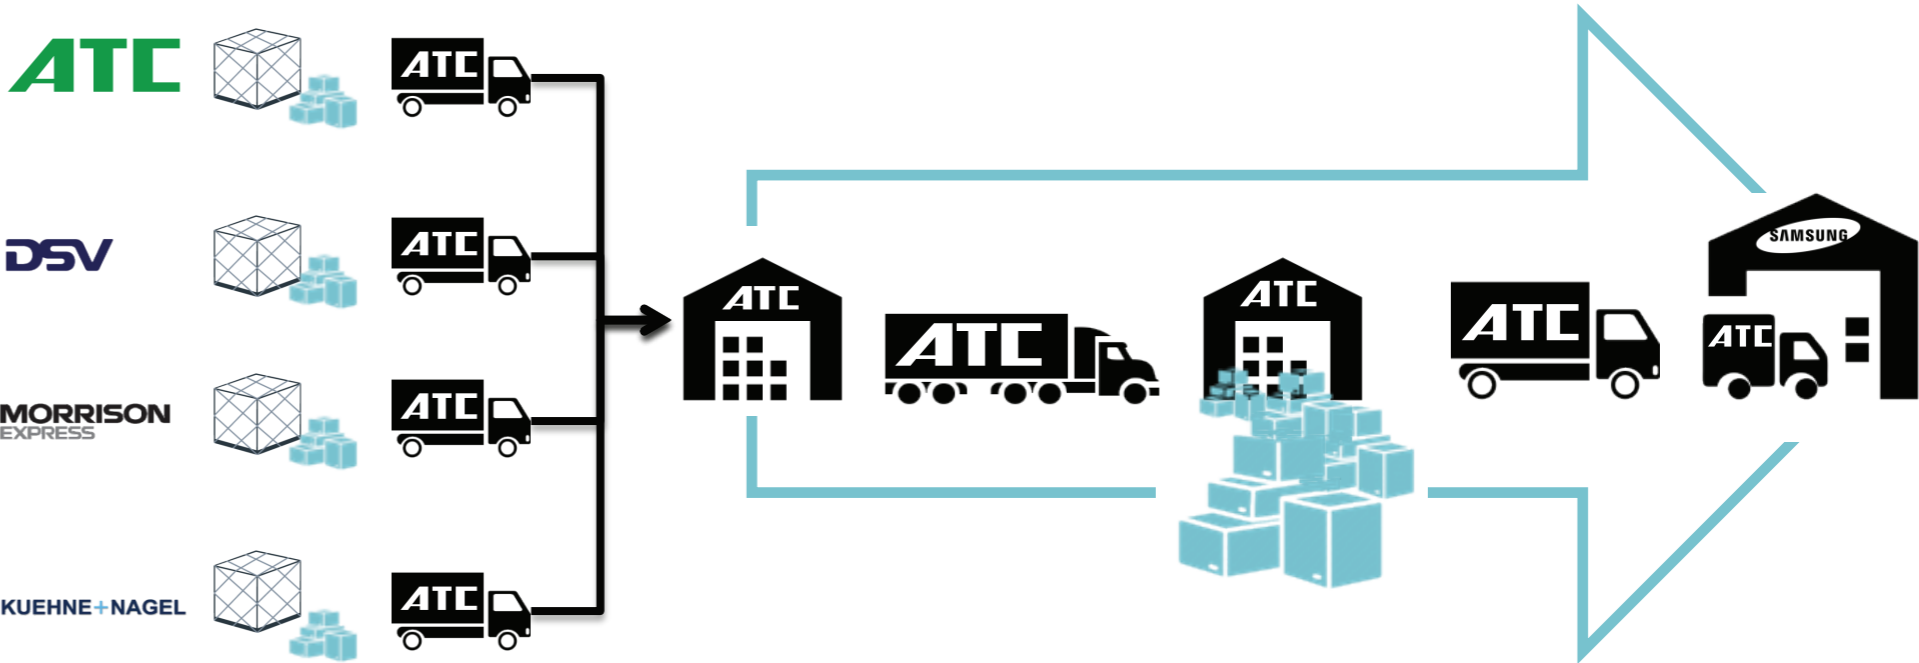 ATC
ATC
DSV
ATC
MORRISON
EXPRESS
ATC
KUEHNE+NAGEL
ATC
ATC
ATC
ATC
ATC
ATC
SAMSUNG